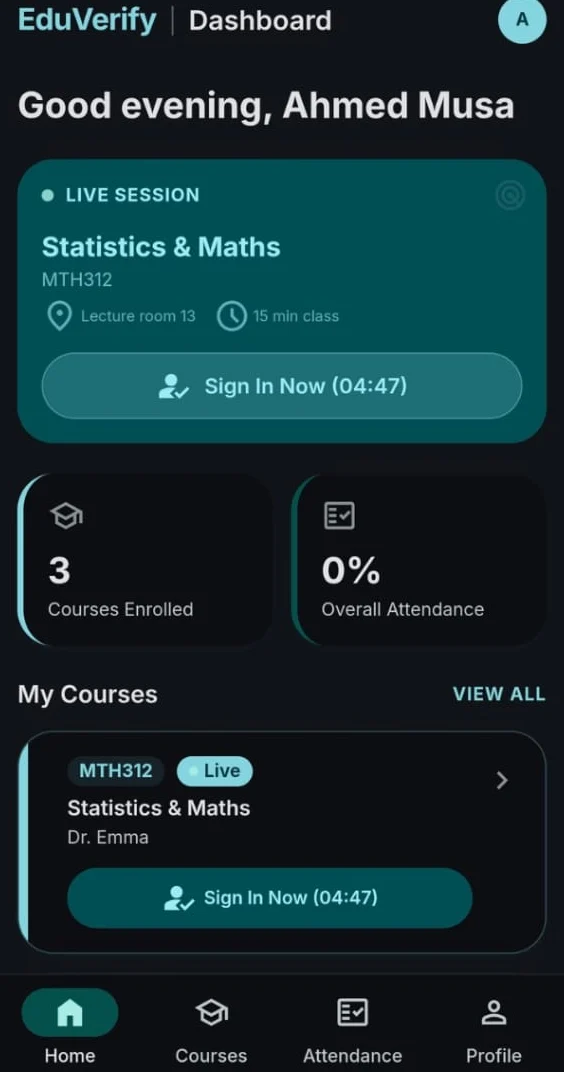 EduVerify | Dashboard A
Good evening, Ahmed Musa
LIVE SESSION
Statistics & Maths
MTH312
Lecture room 13 15 min class
Sign In Now (04:47)
3
Courses Enrolled
0%
Overall Attendance
My Courses VIEW ALL
MTH312 Live
Statistics & Maths
Dr. Emma
Sign In Now (04:47)
Home Courses Attendance Profile